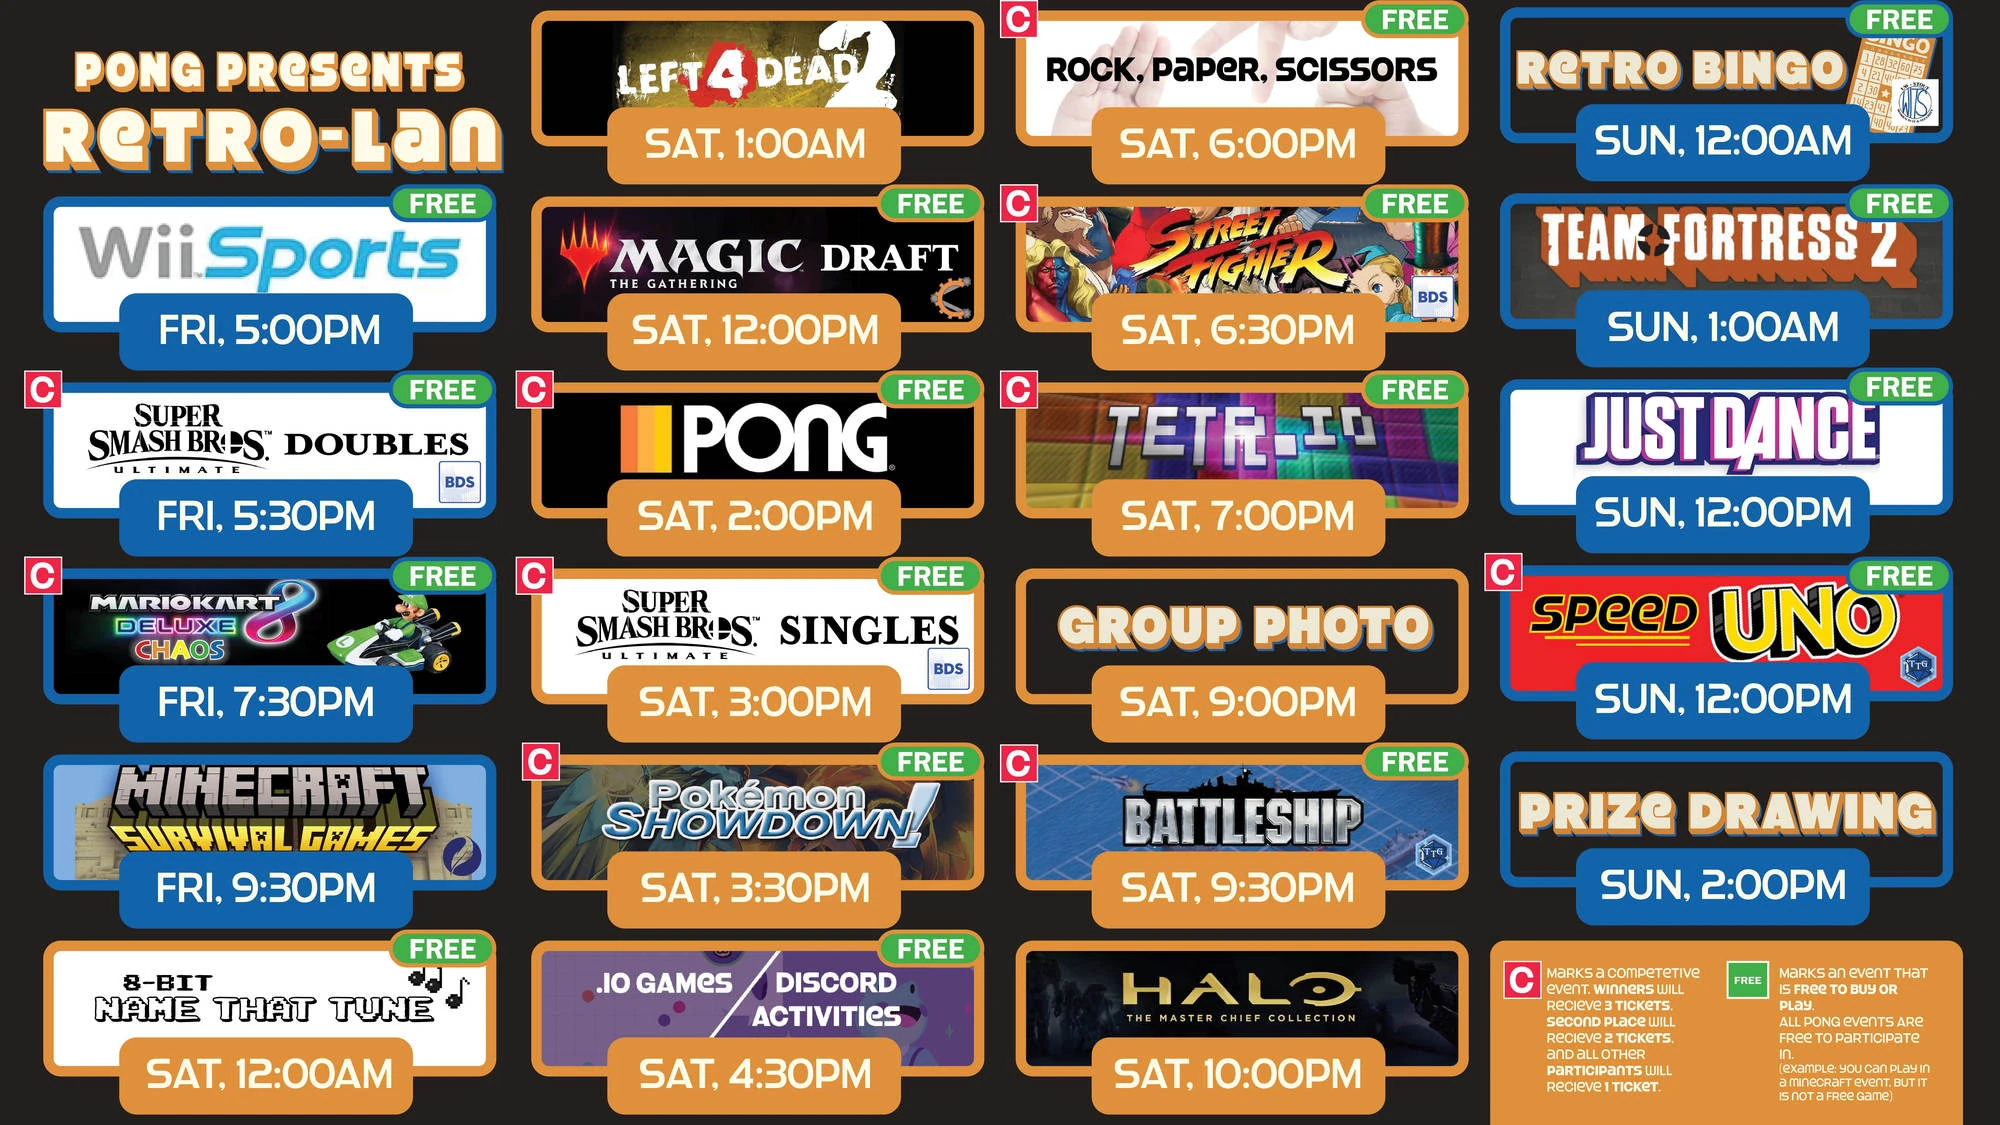 PONG PRESENTS
RETRO-LAN
FREE
Wii Sports
FRI, 5:00PM
C
FREE
SUPER
SMASH BROS.™ DOUBLES
ULTIMATE
BDS
FRI, 5:30PM
C
FREE
MARIOKART 8
DELUXE
CHAOS
FRI, 7:30PM
MINECRAFT
SURVIVAL GAMES
FRI, 9:30PM
FREE
8-BIT
NAME THAT TUNE
SAT, 12:00AM
LEFT 4 DEAD 2
SAT, 1:00AM
FREE
MAGIC DRAFT
THE GATHERING
SAT, 12:00PM
C
FREE
PONG®
SAT, 2:00PM
C
FREE
SUPER
SMASH BROS.™ SINGLES
ULTIMATE
BDS
SAT, 3:00PM
C
FREE
Pokémon
SHOWDOWN!
SAT, 3:30PM
FREE
.IO GAMES / DISCORD
ACTIVITIES
SAT, 4:30PM
C
FREE
ROCK, PAPER, SCISSORS
SAT, 6:00PM
C
FREE
STREET
FIGHTER
BDS
SAT, 6:30PM
C
FREE
TETR.IO
SAT, 7:00PM
GROUP PHOTO
SAT, 9:00PM
C
FREE
BATTLESHIP
TTG
SAT, 9:30PM
HALO
THE MASTER CHIEF COLLECTION
SAT, 10:00PM
FREE
RETRO BINGO
BINGO
SUN, 12:00AM
FREE
TEAM FORTRESS 2
SUN, 1:00AM
FREE
JUST DANCE
SUN, 12:00PM
C
FREE
SPEED UNO
TTG
SUN, 12:00PM
PRIZE DRAWING
SUN, 2:00PM
C
MARKS A COMPETETIVE
EVENT. WINNERS WILL
RECIEVE 3 TICKETS.
SECOND PLACE WILL
RECIEVE 2 TICKETS.
AND ALL OTHER
PARTICIPANTS WILL
RECIEVE 1 TICKET.
FREE
MARKS AN EVENT THAT
IS FREE TO BUY OR
PLAY.
ALL PONG EVENTS ARE
FREE TO PARTICIPATE
IN.
(EXAMPLE: YOU CAN PLAY IN
A MINECRAFT EVENT, BUT IT
IS NOT A FREE GAME)